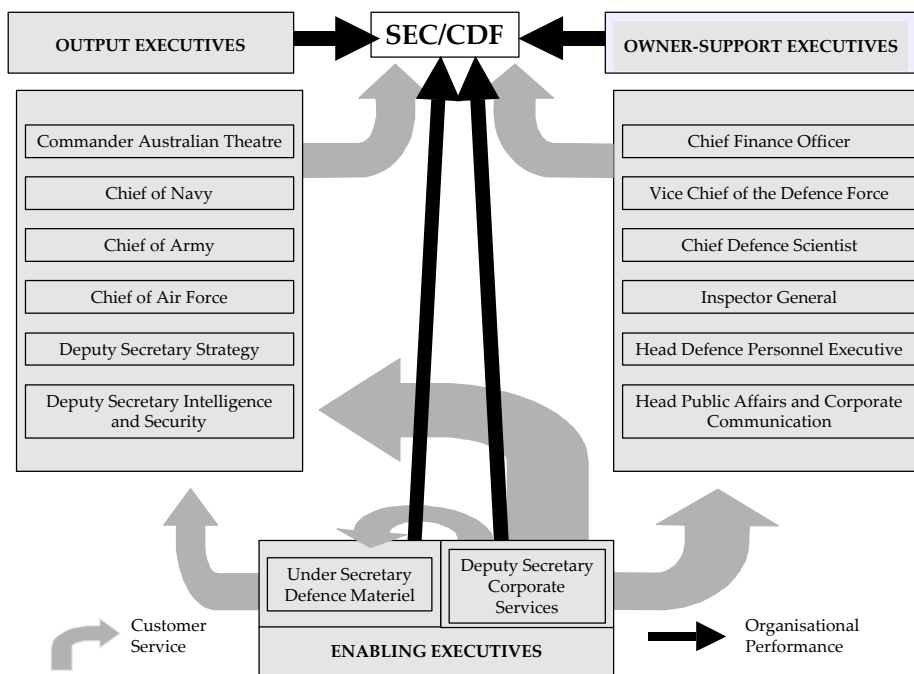 OUTPUT EXECUTIVES
SEC/CDF
OWNER-SUPPORT EXECUTIVES
Commander Australian Theatre
Chief of Navy
Chief of Army
Chief of Air Force
Deputy Secretary Strategy
Deputy Secretary Intelligence
and Security
Chief Finance Officer
Vice Chief of the Defence Force
Chief Defence Scientist
Inspector General
Head Defence Personnel Executive
Head Public Affairs and Corporate
Communication
Under Secretary
Defence Materiel
Deputy Secretary
Corporate
Services
ENABLING EXECUTIVES
Customer
Service
Organisational
Performance